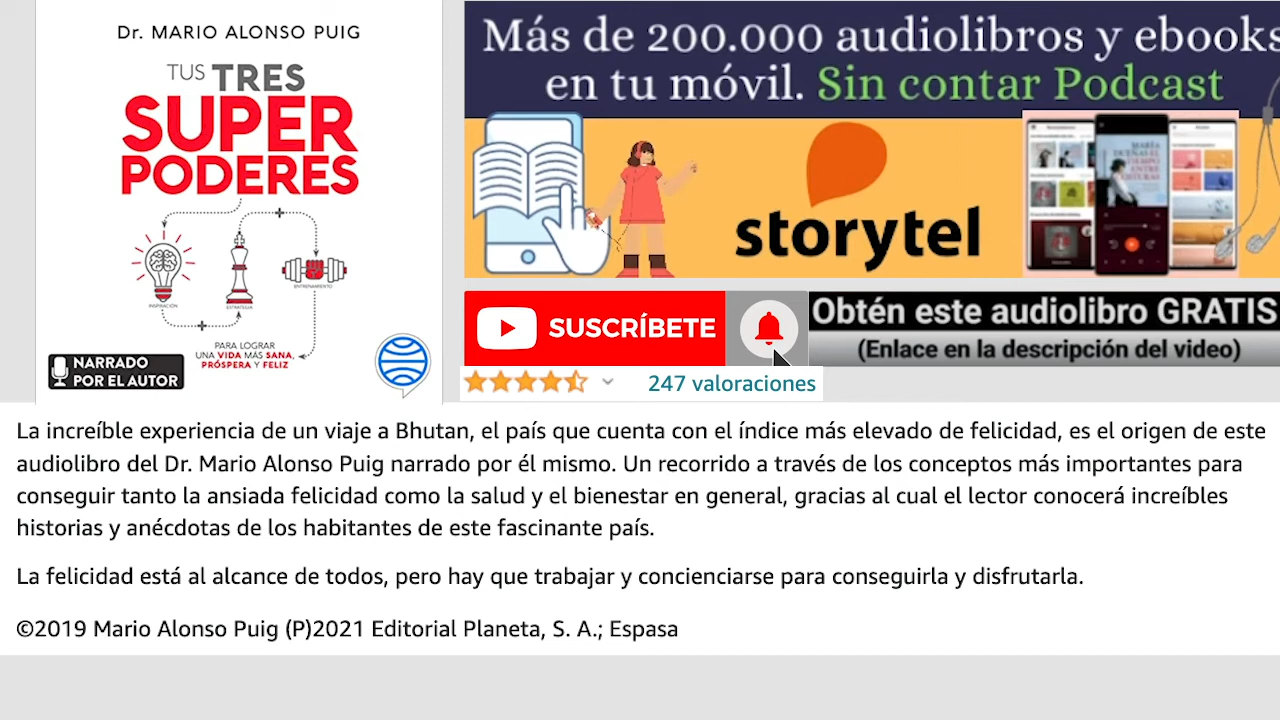 Dr. MARIO ALONSO PUIG
TUS TRES
SUPER
PODERES
INSPIRACIÓN
ESTRATEGIA
ENTRENAMIENTO
PARA LOGRAR
UNA VIDA MÁS SANA,
PRÓSPERA Y FELIZ
NARRADO
POR EL AUTOR
Más de 200.000 audiolibros y ebooks
en tu móvil. Sin contar Podcast
storytel
SUSCRÍBETE
Obtén este audiolibro GRATIS
(Enlace en la descripción del video)
247 valoraciones
La increíble experiencia de un viaje a Bhutan, el país que cuenta con el índice más elevado de felicidad, es el origen de este
audiolibro del Dr. Mario Alonso Puig narrado por él mismo. Un recorrido a través de los conceptos más importantes para
conseguir tanto la ansiada felicidad como la salud y el bienestar en general, gracias al cual el lector conocerá increíbles
historias y anécdotas de los habitantes de este fascinante país.
La felicidad está al alcance de todos, pero hay que trabajar y concienciarse para conseguirla y disfrutarla.
©2019 Mario Alonso Puig (P)2021 Editorial Planeta, S. A.; Espasa